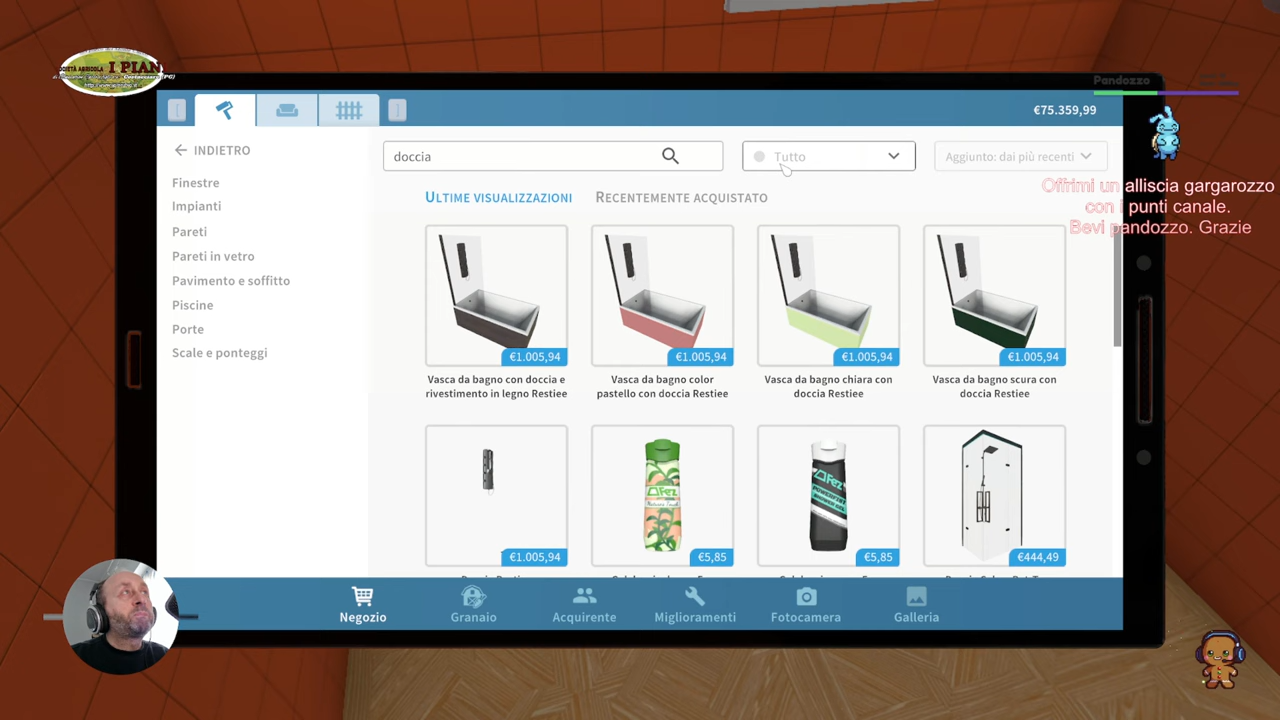 I PIAN
Pandozzo
€75.359,99
INDIETRO
doccia
Tutto
Aggiunto: dai più recenti
Finestre
Impianti
Pareti
Pareti in vetro
Pavimento e soffitto
Piscine
Porte
Scale e ponteggi
ULTIME VISUALIZZAZIONI
RECENTEMENTE ACQUISTATO
Offrimi un alliscia gargarozzo
con i punti canale.
Bevi pandozzo. Grazie
€1.005,94
€1.005,94
€1.005,94
€1.005,94
Vasca da bagno con doccia e
rivestimento in legno Restiee
Vasca da bagno color
pastello con doccia Restiee
Vasca da bagno chiara con
doccia Restiee
Vasca da bagno scura con
doccia Restiee
Fez
Fez
€1.005,94
€5,85
€5,85
€444,49
Negozio
Granaio
Acquirente
Miglioramenti
Fotocamera
Galleria